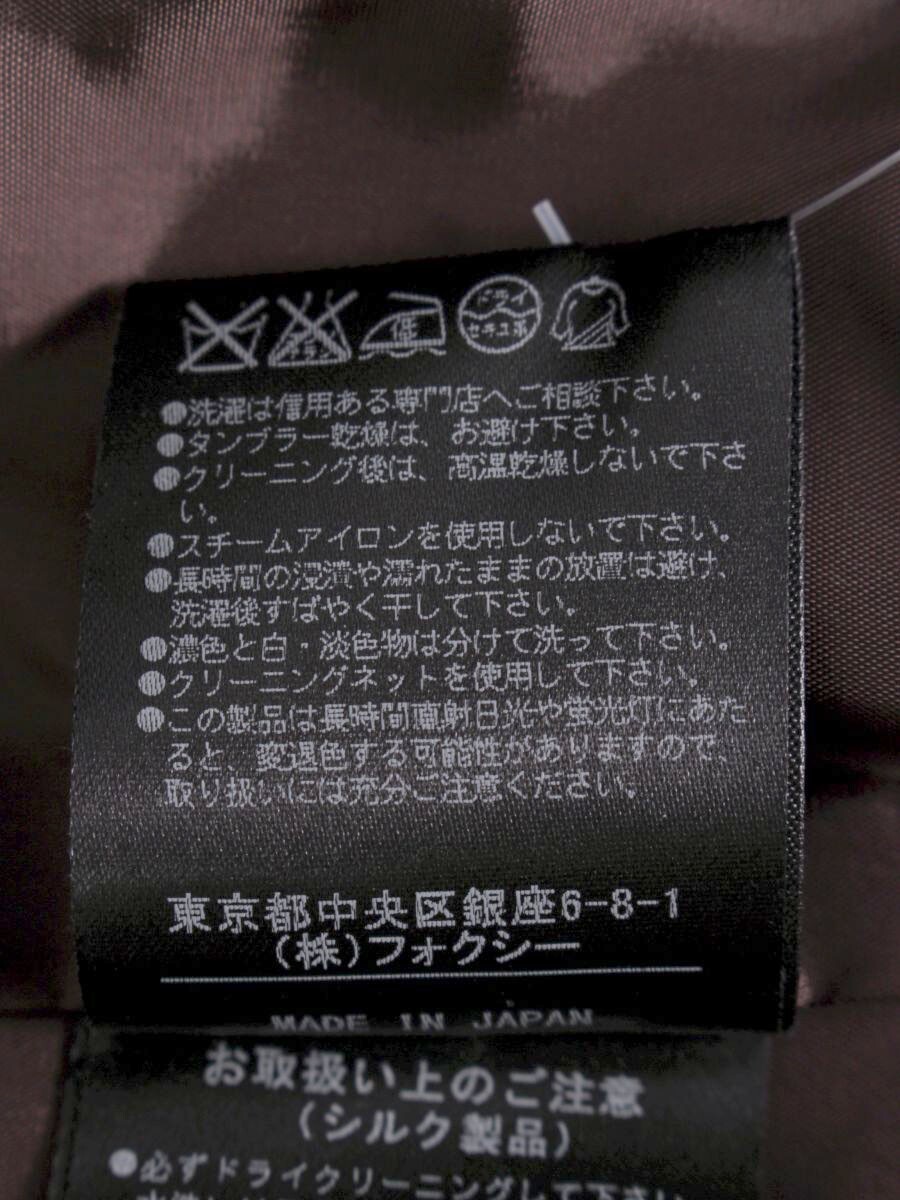 エンソ サラシ 低 ドライ セキユ系
●洗濯は信用ある専門店へご相談下さい。
●タンブラー乾燥は、お避け下さい。
●クリーニング後は、高温乾燥しないで下さ
い。
●スチームアイロンを使用しないで下さい。
●長時間の浸漬や濡れたままの放置は避け、
洗濯後すばやく干して下さい。
●濃色と白・淡色物は分けて洗って下さい。
●クリーニングネットを使用して下さい。
●この製品は長時間直射日光や蛍光灯にあた
ると、変退色する可能性がありますので、
取り扱いには充分ご注意ください。
東京都中央区銀座6-8-1
(株)フォクシー
MADE IN JAPAN
お取扱い上のご注意
(シルク製品)
●必ずドライクリーニングして下さい